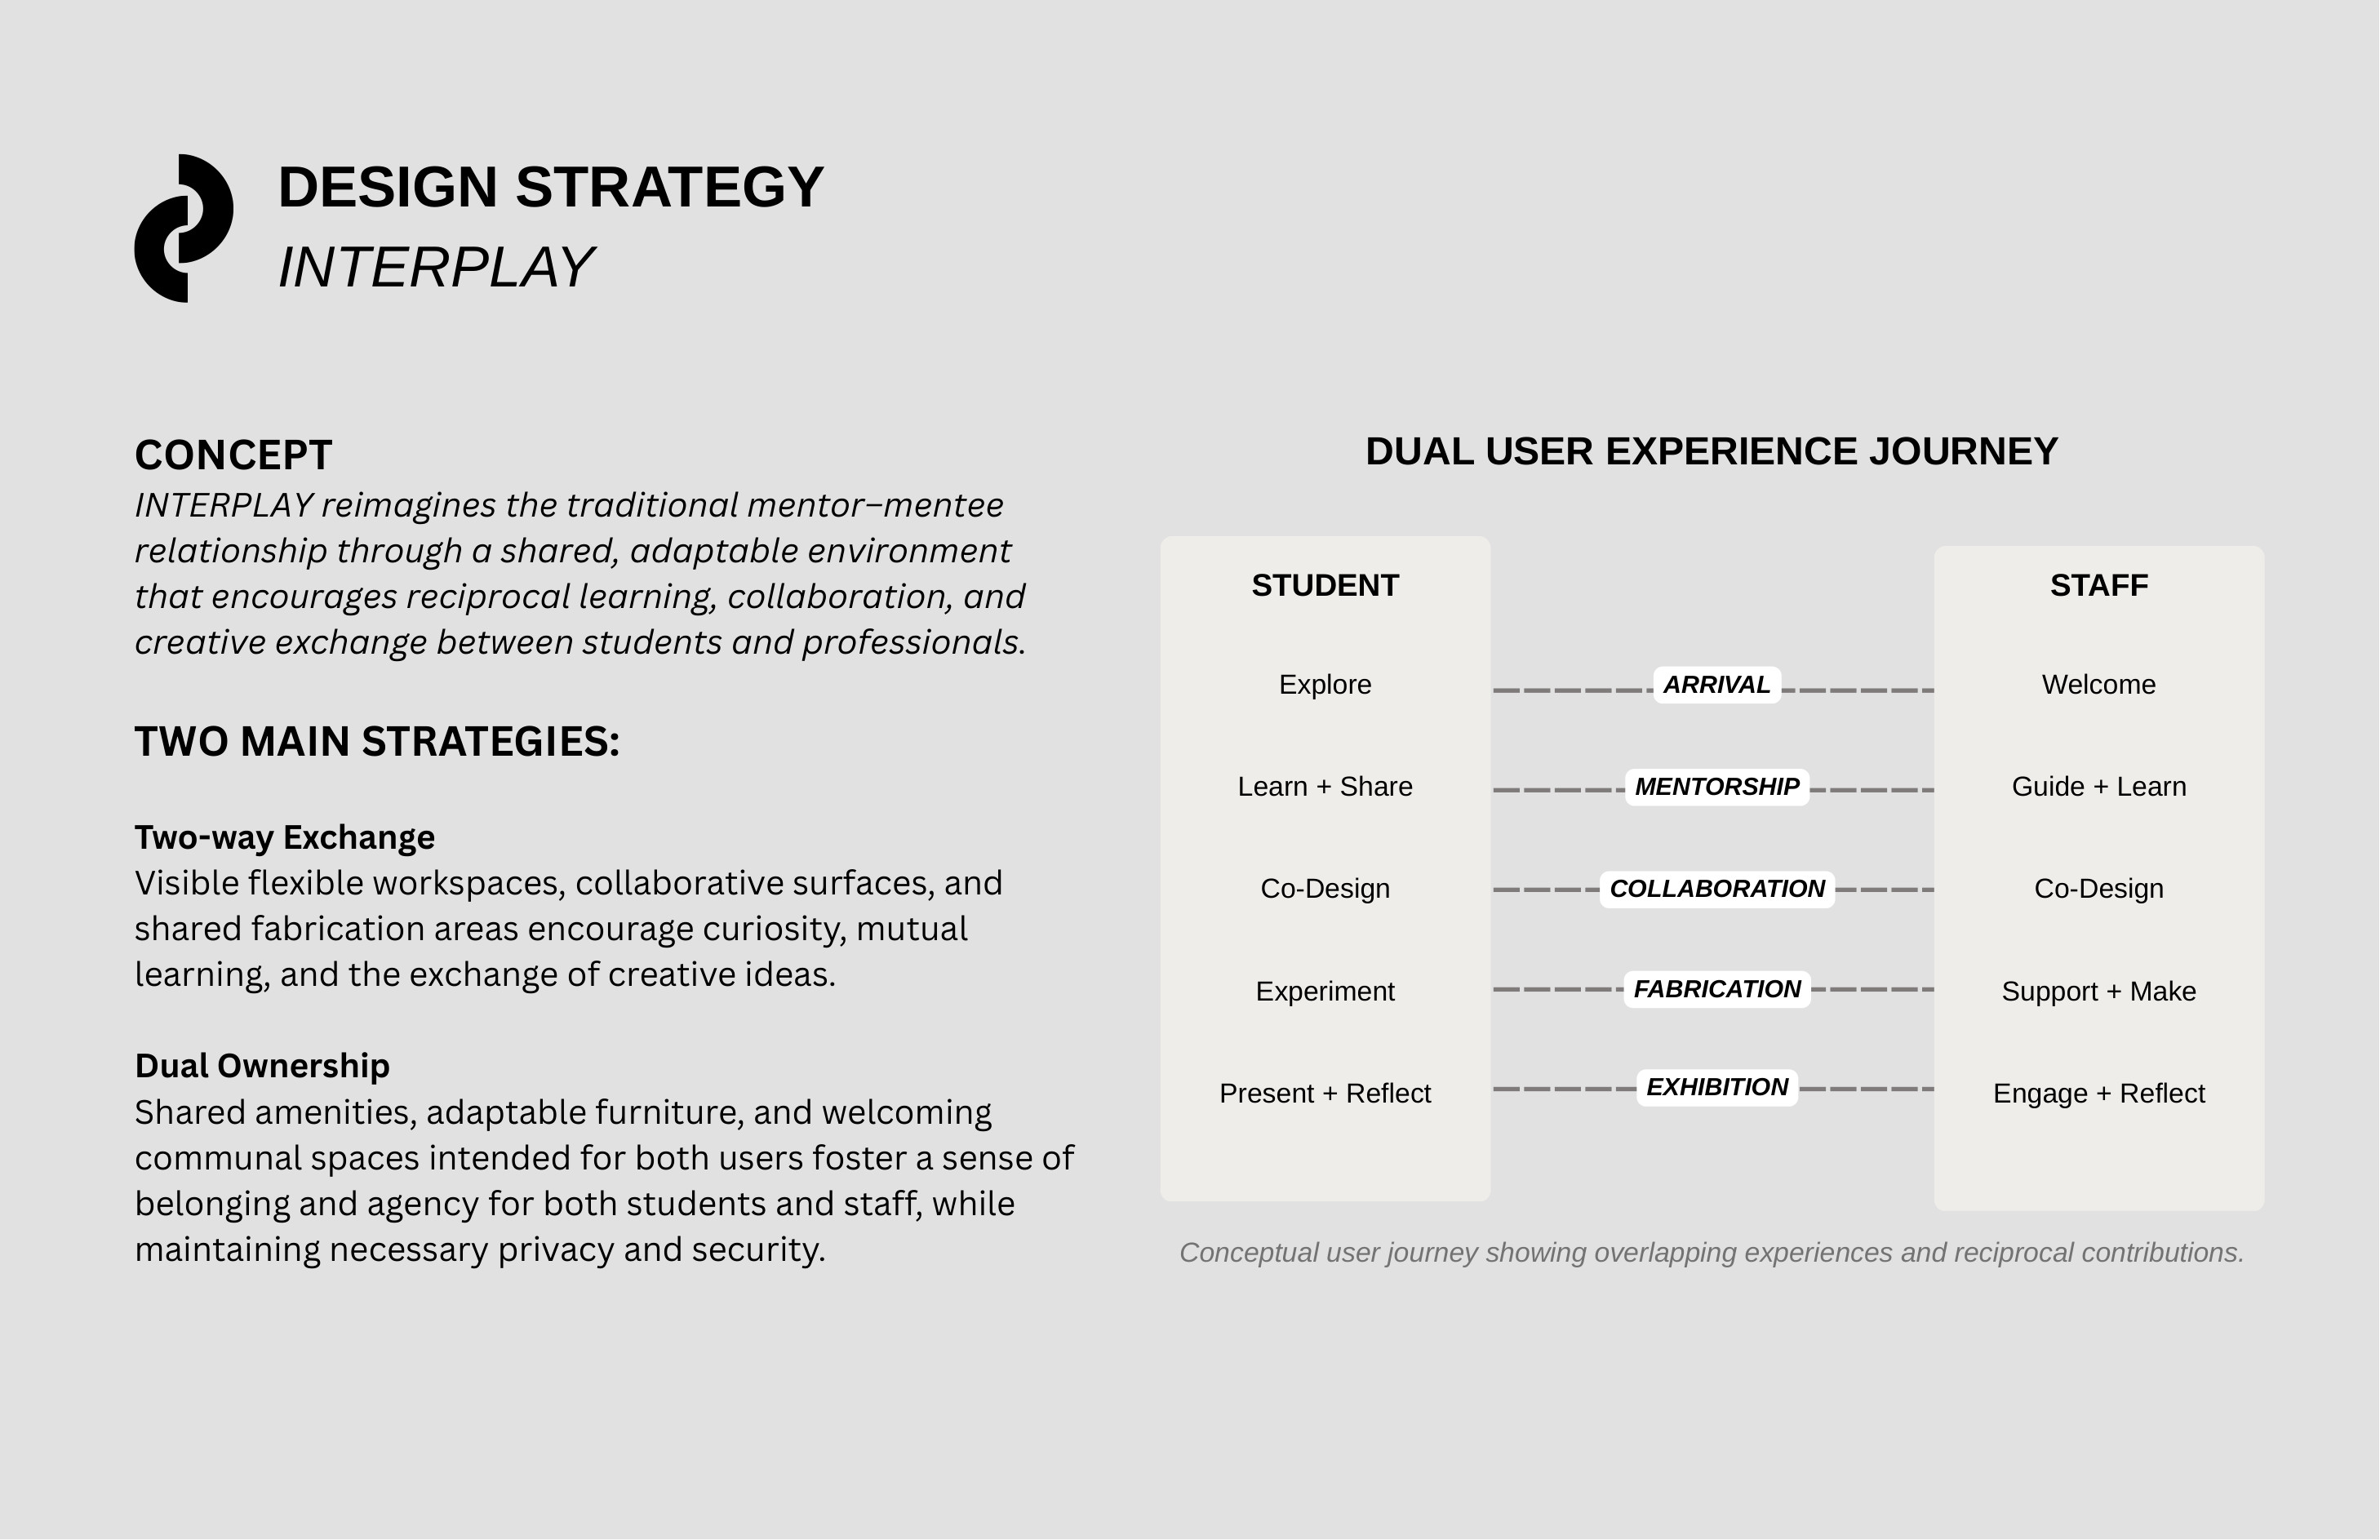 DESIGN STRATEGY
INTERPLAY
CONCEPT
INTERPLAY reimagines the traditional mentor–mentee
relationship through a shared, adaptable environment
that encourages reciprocal learning, collaboration, and
creative exchange between students and professionals.
TWO MAIN STRATEGIES:
Two-way Exchange
Visible flexible workspaces, collaborative surfaces, and
shared fabrication areas encourage curiosity, mutual
learning, and the exchange of creative ideas.
Dual Ownership
Shared amenities, adaptable furniture, and welcoming
communal spaces intended for both users foster a sense of
belonging and agency for both students and staff, while
maintaining necessary privacy and security.
DUAL USER EXPERIENCE JOURNEY
STUDENT STAFF
Explore ARRIVAL Welcome
Learn + Share MENTORSHIP Guide + Learn
Co-Design COLLABORATION Co-Design
Experiment FABRICATION Support + Make
Present + Reflect EXHIBITION Engage + Reflect
Conceptual user journey showing overlapping experiences and reciprocal contributions.